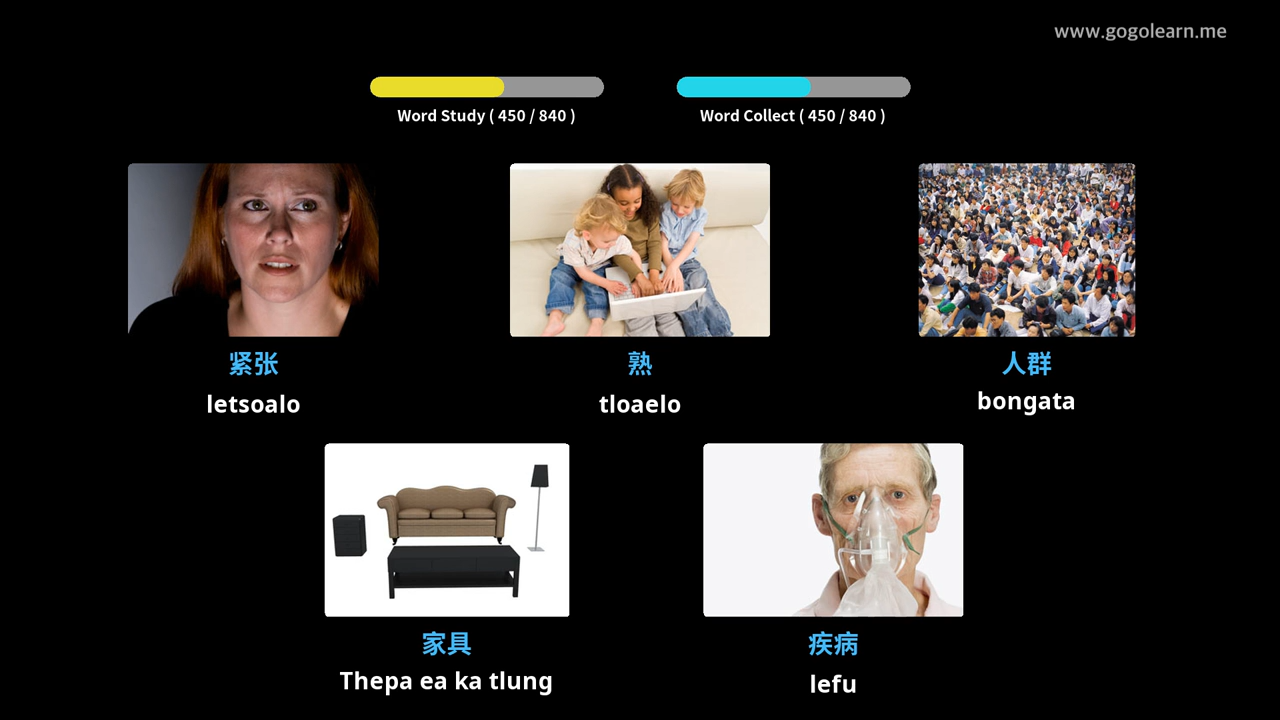 www.gogolearn.me
Word Study ( 450 / 840 )
Word Collect ( 450 / 840 )
紧张
letsoalo
熟
tloaelo
人群
bongata
家具
Thepa ea ka tlung
疾病
lefu